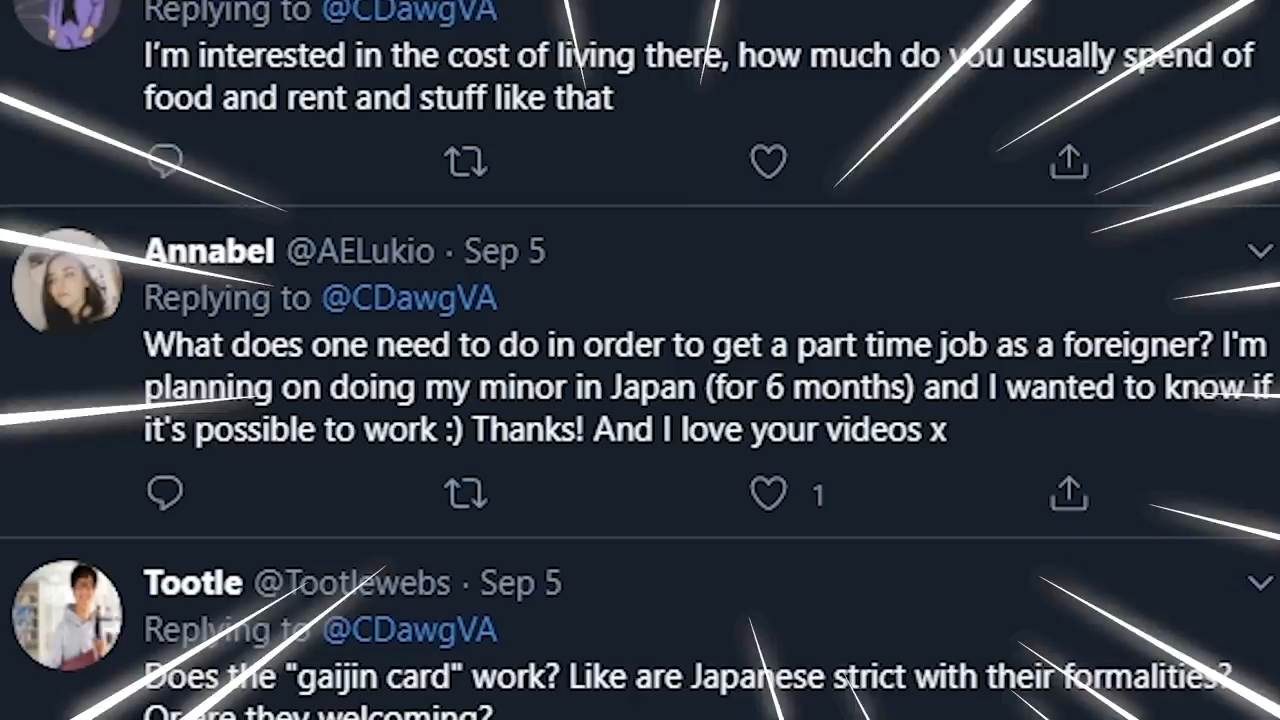 Replying to @CDawgVA
I'm interested in the cost of living there, how much do you usually spend of
food and rent and stuff like that
Annabel @AELukio · Sep 5
Replying to @CDawgVA
What does one need to do in order to get a part time job as a foreigner? I'm
planning on doing my minor in Japan (for 6 months) and I wanted to know if
it's possible to work :) Thanks! And I love your videos x
1
Tootle @Tootlewebs · Sep 5
Replying to @CDawgVA
Does the "gaijin card" work? Like are Japanese strict with their formalities?
Or are they welcoming?